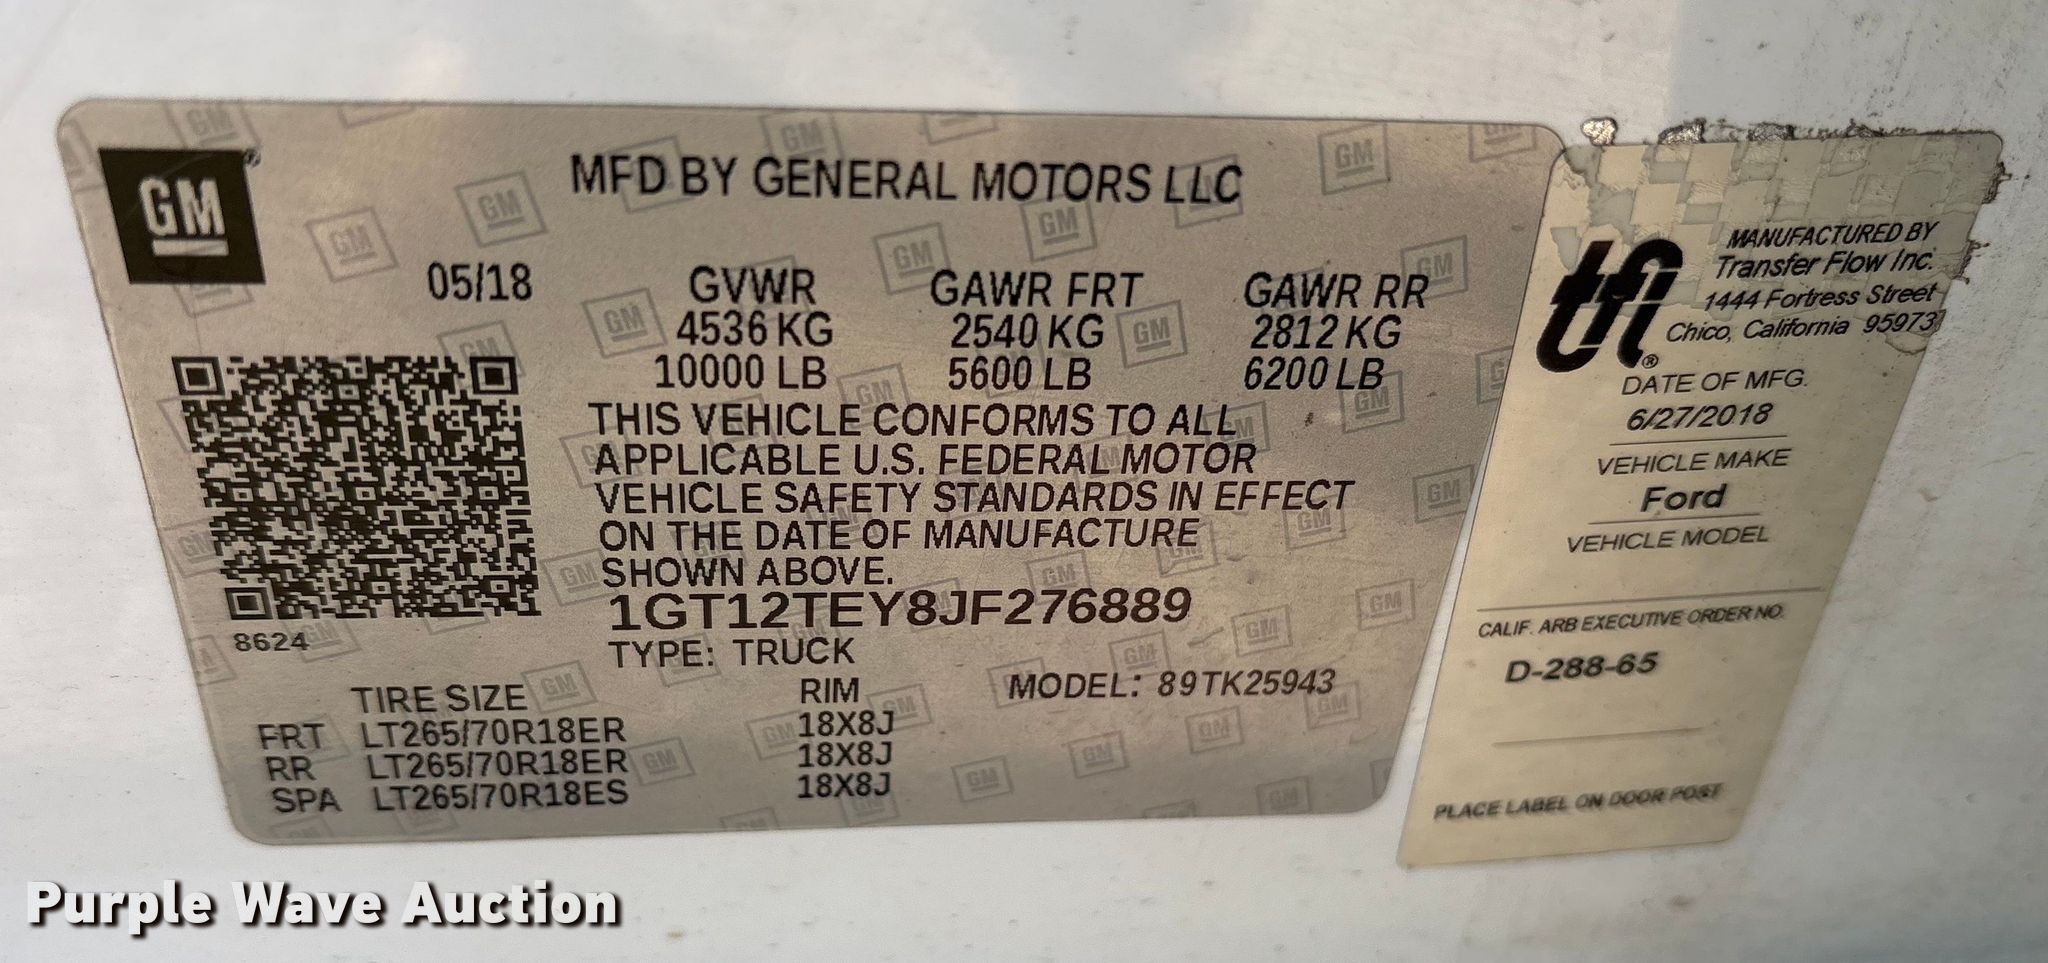 GM
MFD BY GENERAL MOTORS LLC
05/18
GVWR GAWR FRT GAWR RR
4536 KG 2540 KG 2812 KG
10000 LB 5600 LB 6200 LB
THIS VEHICLE CONFORMS TO ALL
APPLICABLE U.S. FEDERAL MOTOR
VEHICLE SAFETY STANDARDS IN EFFECT
ON THE DATE OF MANUFACTURE
SHOWN ABOVE.
1GT12TEY8JF276889
8624
TYPE: TRUCK
MODEL: 89TK25943
TIRE SIZE RIM
FRT LT265/70R18ER 18X8J
RR LT265/70R18ER 18X8J
SPA LT265/70R18ES 18X8J
tfi®
MANUFACTURED BY
Transfer Flow Inc.
1444 Fortress Street
Chico, California 95973
DATE OF MFG.
6/27/2018
VEHICLE MAKE
Ford
VEHICLE MODEL
CALIF. ARB EXECUTIVE ORDER NO.
D-288-65
PLACE LABEL ON DOOR POST
Purple Wave Auction